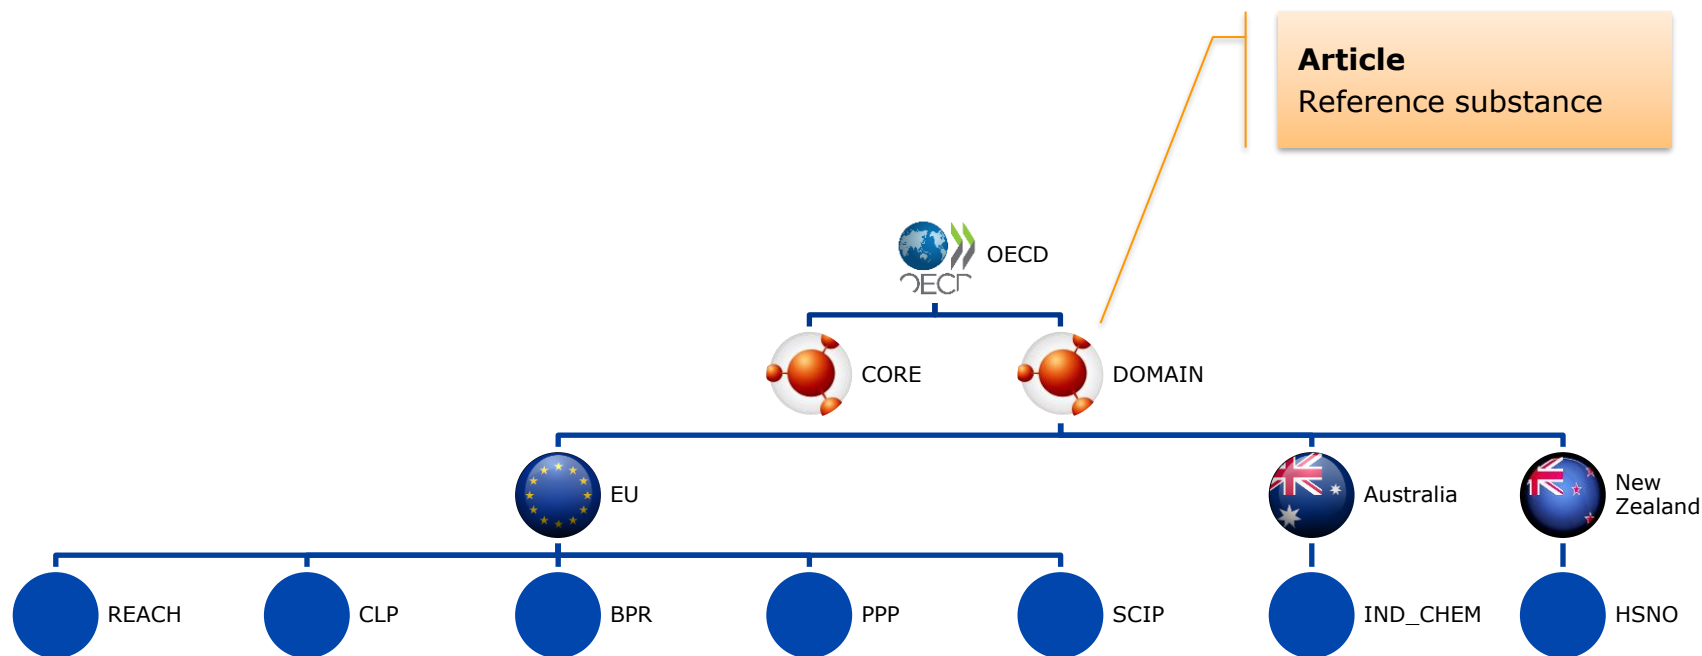 Article
Reference substance
OECD
OECD
CORE
DOMAIN
EU
Australia
New
Zealand
REACH
CLP
BPR
PPP
SCIP
IND_CHEM
HSNO